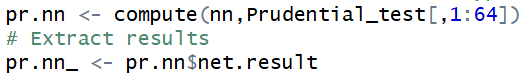 pr.nn <- compute(nn,Prudential_test[,1:64])
# Extract results
pr.nn_ <- pr.nn$net.result